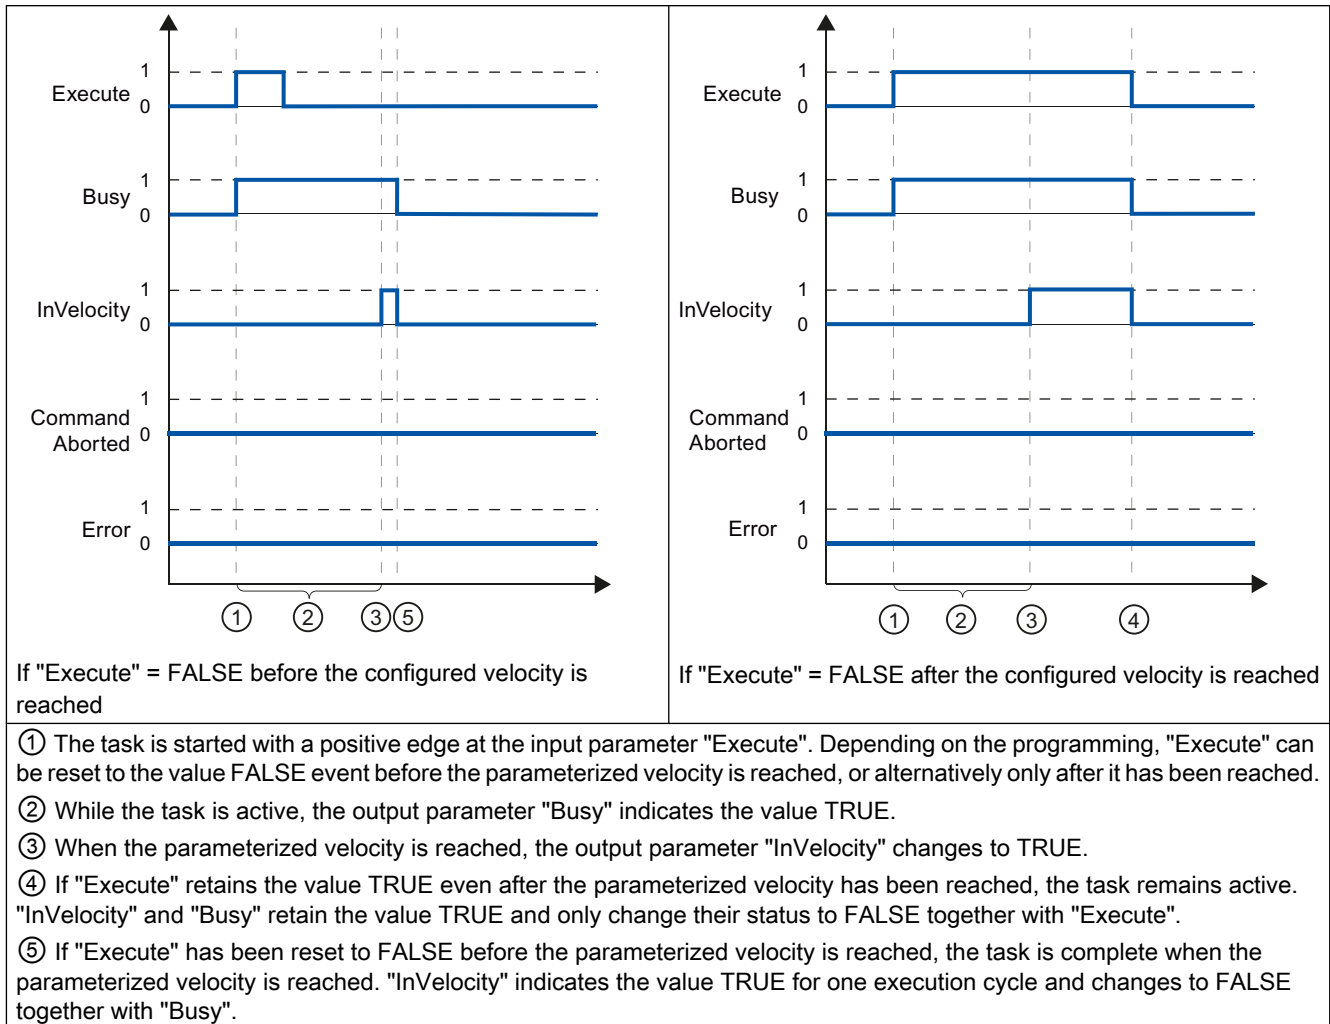 1
Execute 0
1
Busy 0
1
InVelocity 0
1
Command
Aborted 0
1
Error 0
① ② ③ ⑤
If "Execute" = FALSE before the configured velocity is
reached
1
Execute 0
1
Busy 0
1
InVelocity 0
1
Command
Aborted 0
1
Error 0
① ② ③ ④
If "Execute" = FALSE after the configured velocity is reached
① The task is started with a positive edge at the input parameter "Execute". Depending on the programming, "Execute" can
be reset to the value FALSE event before the parameterized velocity is reached, or alternatively only after it has been reached.
② While the task is active, the output parameter "Busy" indicates the value TRUE.
③ When the parameterized velocity is reached, the output parameter "InVelocity" changes to TRUE.
④ If "Execute" retains the value TRUE even after the parameterized velocity has been reached, the task remains active.
"InVelocity" and "Busy" retain the value TRUE and only change their status to FALSE together with "Execute".
⑤ If "Execute" has been reset to FALSE before the parameterized velocity is reached, the task is complete when the
parameterized velocity is reached. "InVelocity" indicates the value TRUE for one execution cycle and changes to FALSE
together with "Busy".